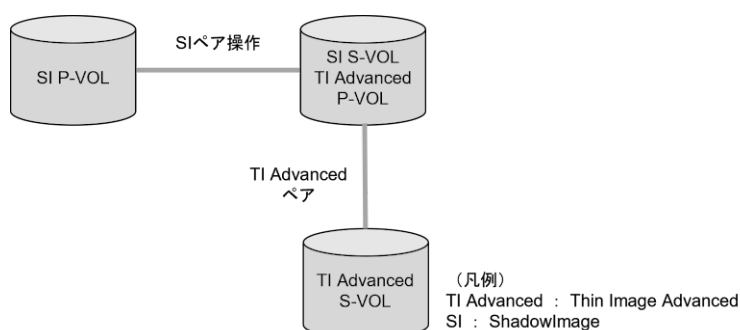 SI P-VOL
SIペア操作
SI S-VOL
TI Advanced
P-VOL
TI Advanced
ペア
TI Advanced
S-VOL
（凡例）
TI Advanced ： Thin Image Advanced
SI ： ShadowImage